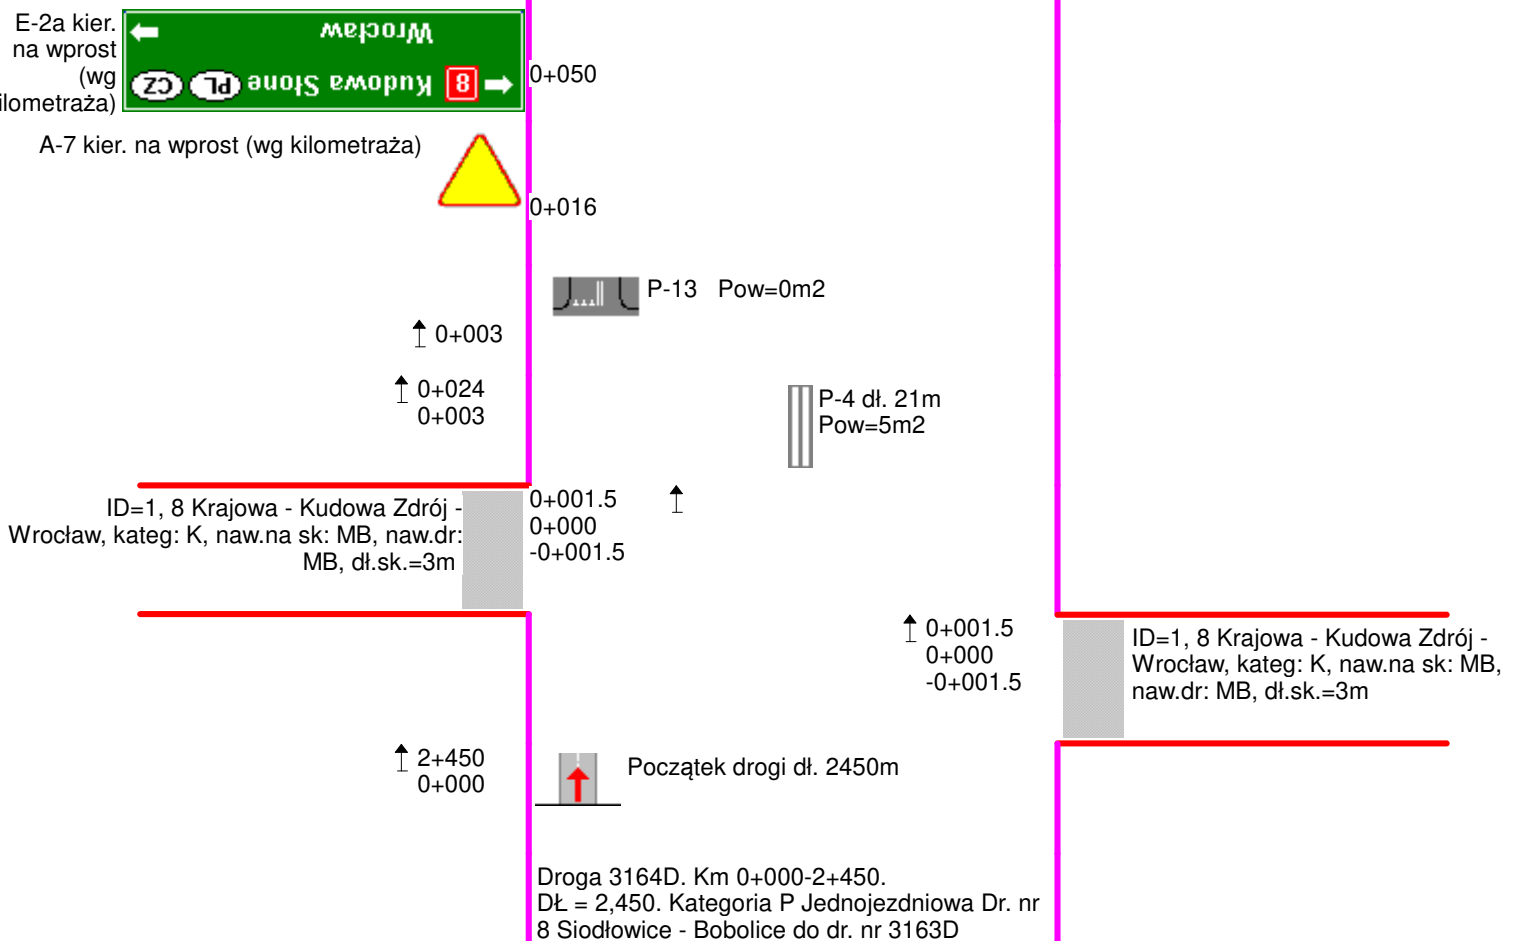 E-2a kier.
na wprost
(wg
ilometraża)
Wrocław
Kudowa Słone
8
PL
CZ
0+050
A-7 kier. na wprost (wg kilometraża)
0+016
P-13 Pow=0m2
0+003
0+024
0+003
P-4 dł. 21m
Pow=5m2
ID=1, 8 Krajowa - Kudowa Zdrój -
Wrocław, kateg: K, naw.na sk: MB, naw.dr:
MB, dł.sk.=3m
0+001.5
0+000
-0+001.5
0+001.5
0+000
-0+001.5
ID=1, 8 Krajowa - Kudowa Zdrój -
Wrocław, kateg: K, naw.na sk: MB,
naw.dr: MB, dł.sk.=3m
2+450
0+000
Początek drogi dł. 2450m
Droga 3164D. Km 0+000-2+450.
DŁ = 2,450. Kategoria P Jednojezdniowa Dr. nr
8 Siodłowice - Bobolice do dr. nr 3163D